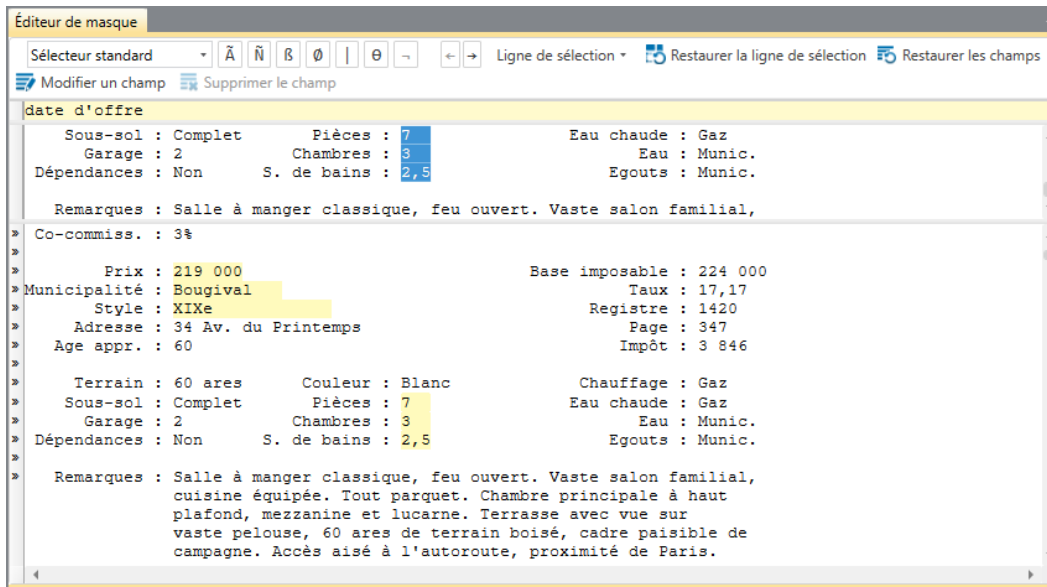 Éditeur de masque
Sélecteur standard Ã Ñ ß Ø | Ө ¬ ← → Ligne de sélection Restaurer la ligne de sélection Restaurer les champs
Modifier un champ Supprimer le champ
date d'offre
Sous-sol : Complet Pièces : 7 Eau chaude : Gaz
Garage : 2 Chambres : 3 Eau : Munic.
Dépendances : Non S. de bains : 2,5 Egouts : Munic.
Remarques : Salle à manger classique, feu ouvert. Vaste salon familial,
» Co-commiss. : 3%
»
» Prix : 219 000 Base imposable : 224 000
» Municipalité : Bougival Taux : 17,17
» Style : XIXe Registre : 1420
» Adresse : 34 Av. du Printemps Page : 347
» Age appr. : 60 Impôt : 3 846
»
» Terrain : 60 ares Couleur : Blanc Chauffage : Gaz
» Sous-sol : Complet Pièces : 7 Eau chaude : Gaz
» Garage : 2 Chambres : 3 Eau : Munic.
» Dépendances : Non S. de bains : 2,5 Egouts : Munic.
»
» Remarques : Salle à manger classique, feu ouvert. Vaste salon familial,
cuisine équipée. Tout parquet. Chambre principale à haut
plafond, mezzanine et lucarne. Terrasse avec vue sur
vaste pelouse, 60 ares de terrain boisé, cadre paisible de
campagne. Accès aisé à l'autoroute, proximité de Paris.